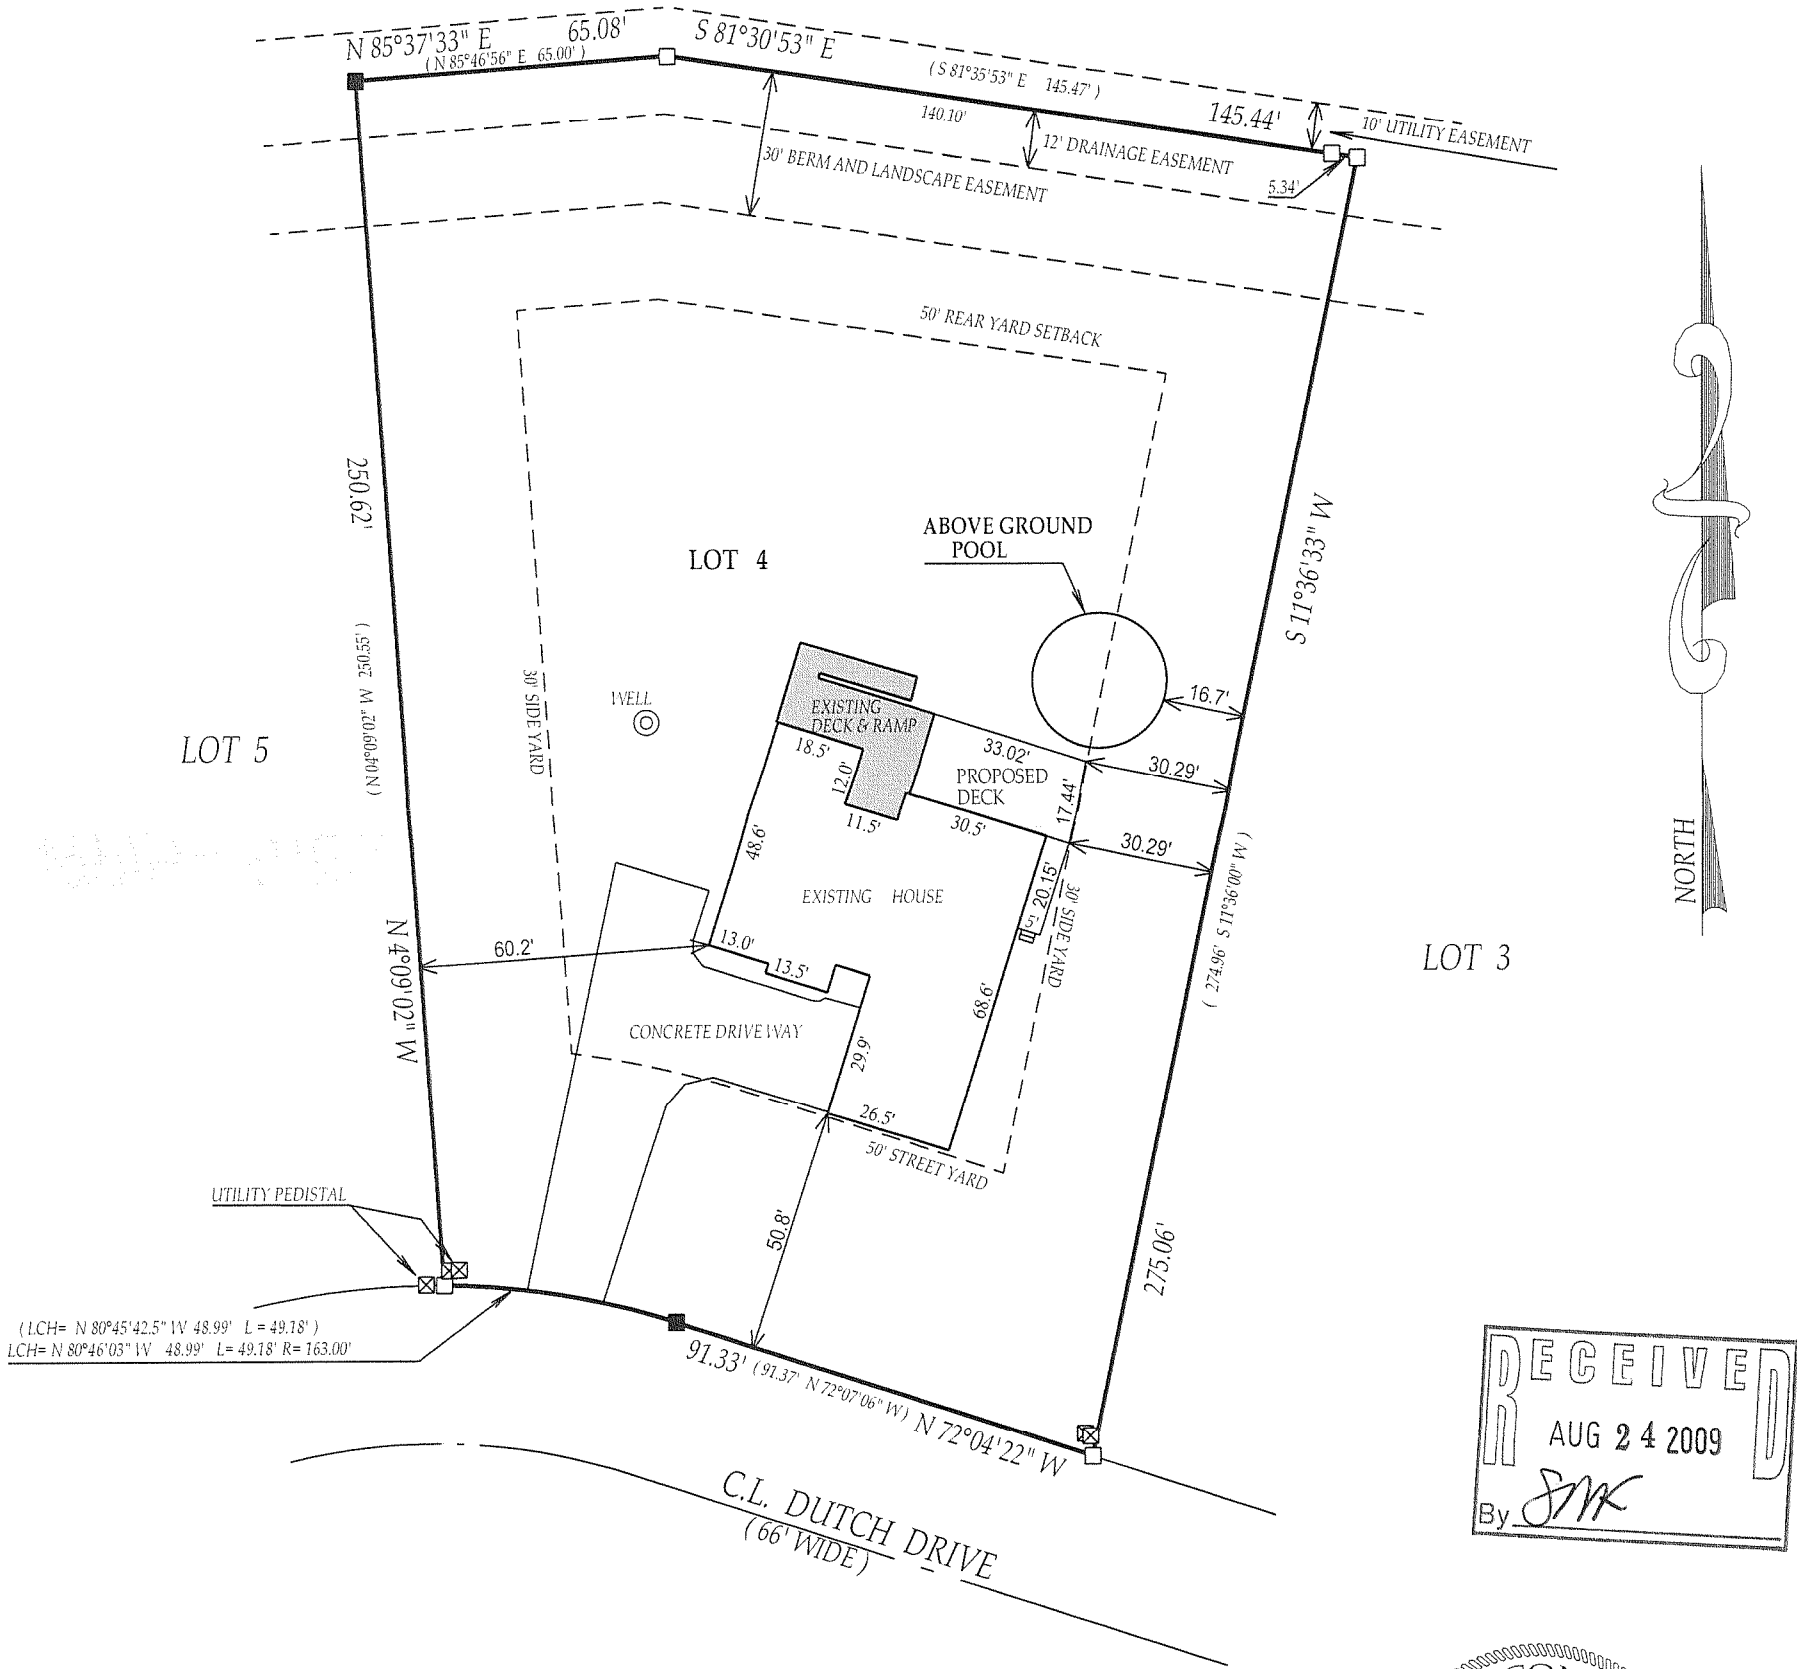 N 85°37'33" E 65.08'
( N 85°46'56" E 65.00' )
S 81°30'53" E
( S 81°35'53" E 145.47' )
140.10'
145.44'
10' UTILITY EASEMENT
12' DRAINAGE EASEMENT
30' BERM AND LANDSCAPE EASEMENT
5.34'
50' REAR YARD SETBACK
250.62'
( N 04°09'02" W 250.55' )
N 4°09'02" W
LOT 4
ABOVE GROUND
POOL
S 11°36'33" W
16.7'
30' SIDE YARD
WELL
LOT 5
EXISTING
DECK & RAMP
18.5'
12.0'
11.5'
33.02'
PROPOSED
DECK
17.44'
30.5'
30.29'
30.29'
48.6'
EXISTING HOUSE
20.15'
5'
30' SIDE YARD
( 274.96' S 11°36'00" W )
LOT 3
NORTH
60.2'
13.0'
13.5'
68.6'
CONCRETE DRIVEWAY
29.9'
26.5'
50' STREET YARD
50.8'
275.06'
UTILITY PEDISTAL
( LCH= N 80°45'42.5" W 48.99' L = 49.18' )
LCH= N 80°46'03" W 48.99' L= 49.18' R= 163.00'
91.33' ( 91.37' N 72°07'06" W ) N 72°04'22" W
C.L. DUTCH DRIVE
( 66' WIDE )
RECEIVED
AUG 24 2009
By SMK